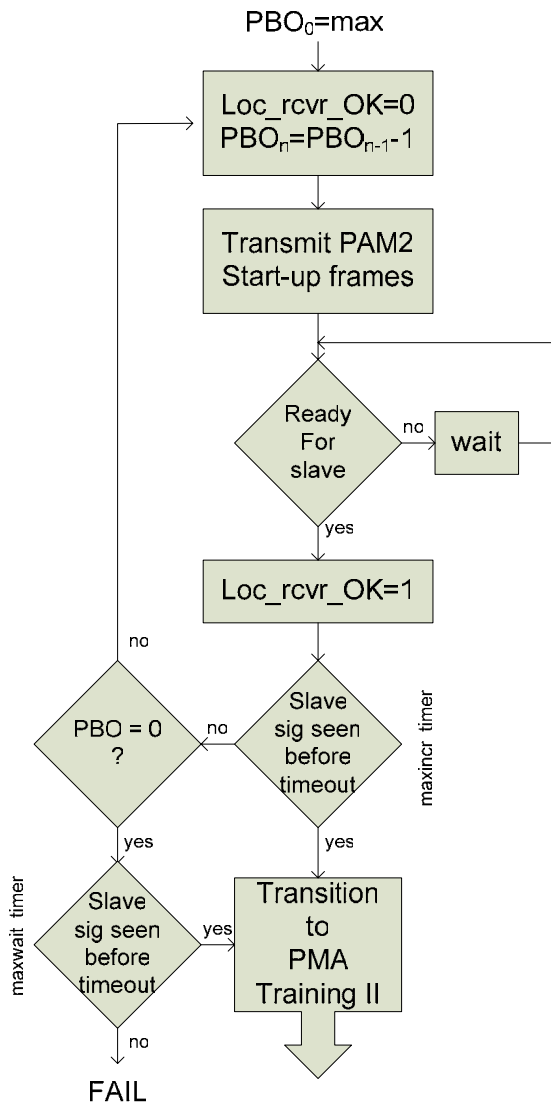 PBO₀=max
Loc_rcvr_OK=0
PBOₙ=PBOₙ₋₁-1
Transmit PAM2
Start-up frames
Ready
For
slave
no
wait
yes
Loc_rcvr_OK=1
no
PBO = 0
?
no
Slave
sig seen
before
timeout
maxincr timer
yes
yes
maxwait timer
Slave
sig seen
before
timeout
yes
Transition
to
PMA
Training II
no
FAIL